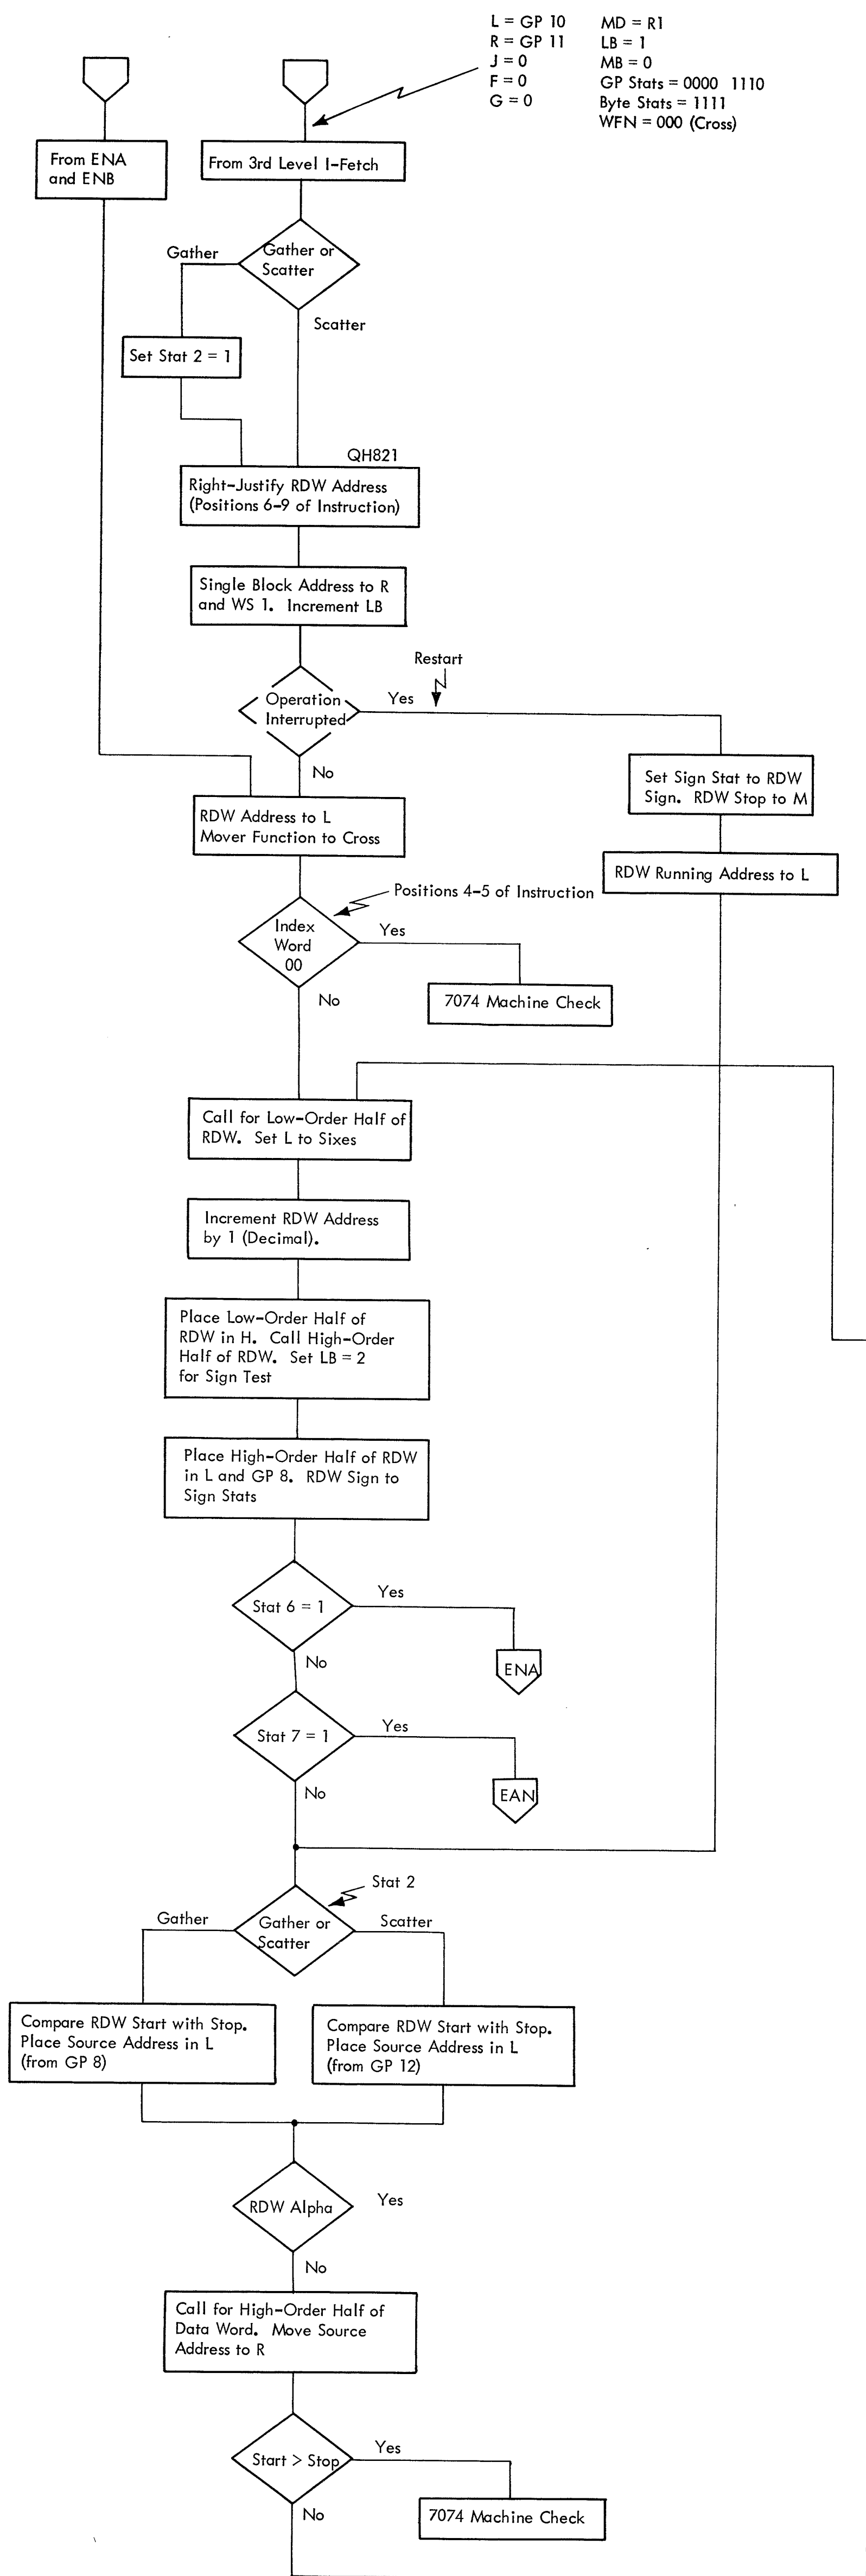 L = GP 10
R = GP 11
J = 0
F = 0
G = 0
MD = R1
LB = 1
MB = 0
GP Stats = 0000 1110
Byte Stats = 1111
WFN = 000 (Cross)
From ENA
and ENB
From 3rd Level I-Fetch
Gather
Gather or
Scatter
Scatter
Set Stat 2 = 1
QH821
Right-Justify RDW Address
(Positions 6-9 of Instruction)
Single Block Address to R
and WS 1. Increment LB
Restart
Operation
Interrupted
Yes
No
Set Sign Stat to RDW
Sign. RDW Stop to M
RDW Address to L
Mover Function to Cross
RDW Running Address to L
Positions 4-5 of Instruction
Index
Word
00
Yes
No
7074 Machine Check
Call for Low-Order Half of
RDW. Set L to Sixes
Increment RDW Address
by 1 (Decimal).
Place Low-Order Half of
RDW in H. Call High-Order
Half of RDW. Set LB = 2
for Sign Test
Place High-Order Half of RDW
in L and GP 8. RDW Sign to
Sign Stats
Stat 6 = 1
Yes
No
ENA
Stat 7 = 1
Yes
No
EAN
Stat 2
Gather
Gather or
Scatter
Scatter
Compare RDW Start with Stop.
Place Source Address in L
(from GP 8)
Compare RDW Start with Stop.
Place Source Address in L
(from GP 12)
RDW Alpha
Yes
No
Call for High-Order Half of
Data Word. Move Source
Address to R
Start > Stop
Yes
No
7074 Machine Check